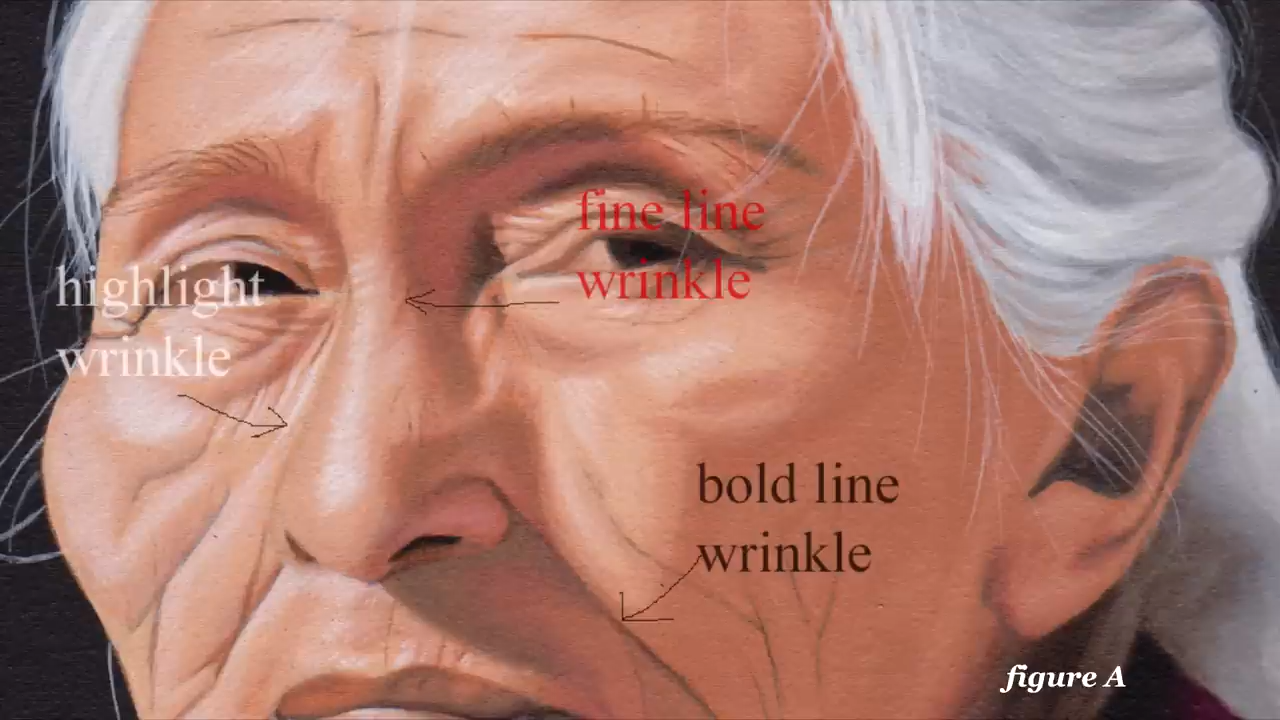 fine line
wrinkle
highlight
wrinkle
bold line
wrinkle
figure A